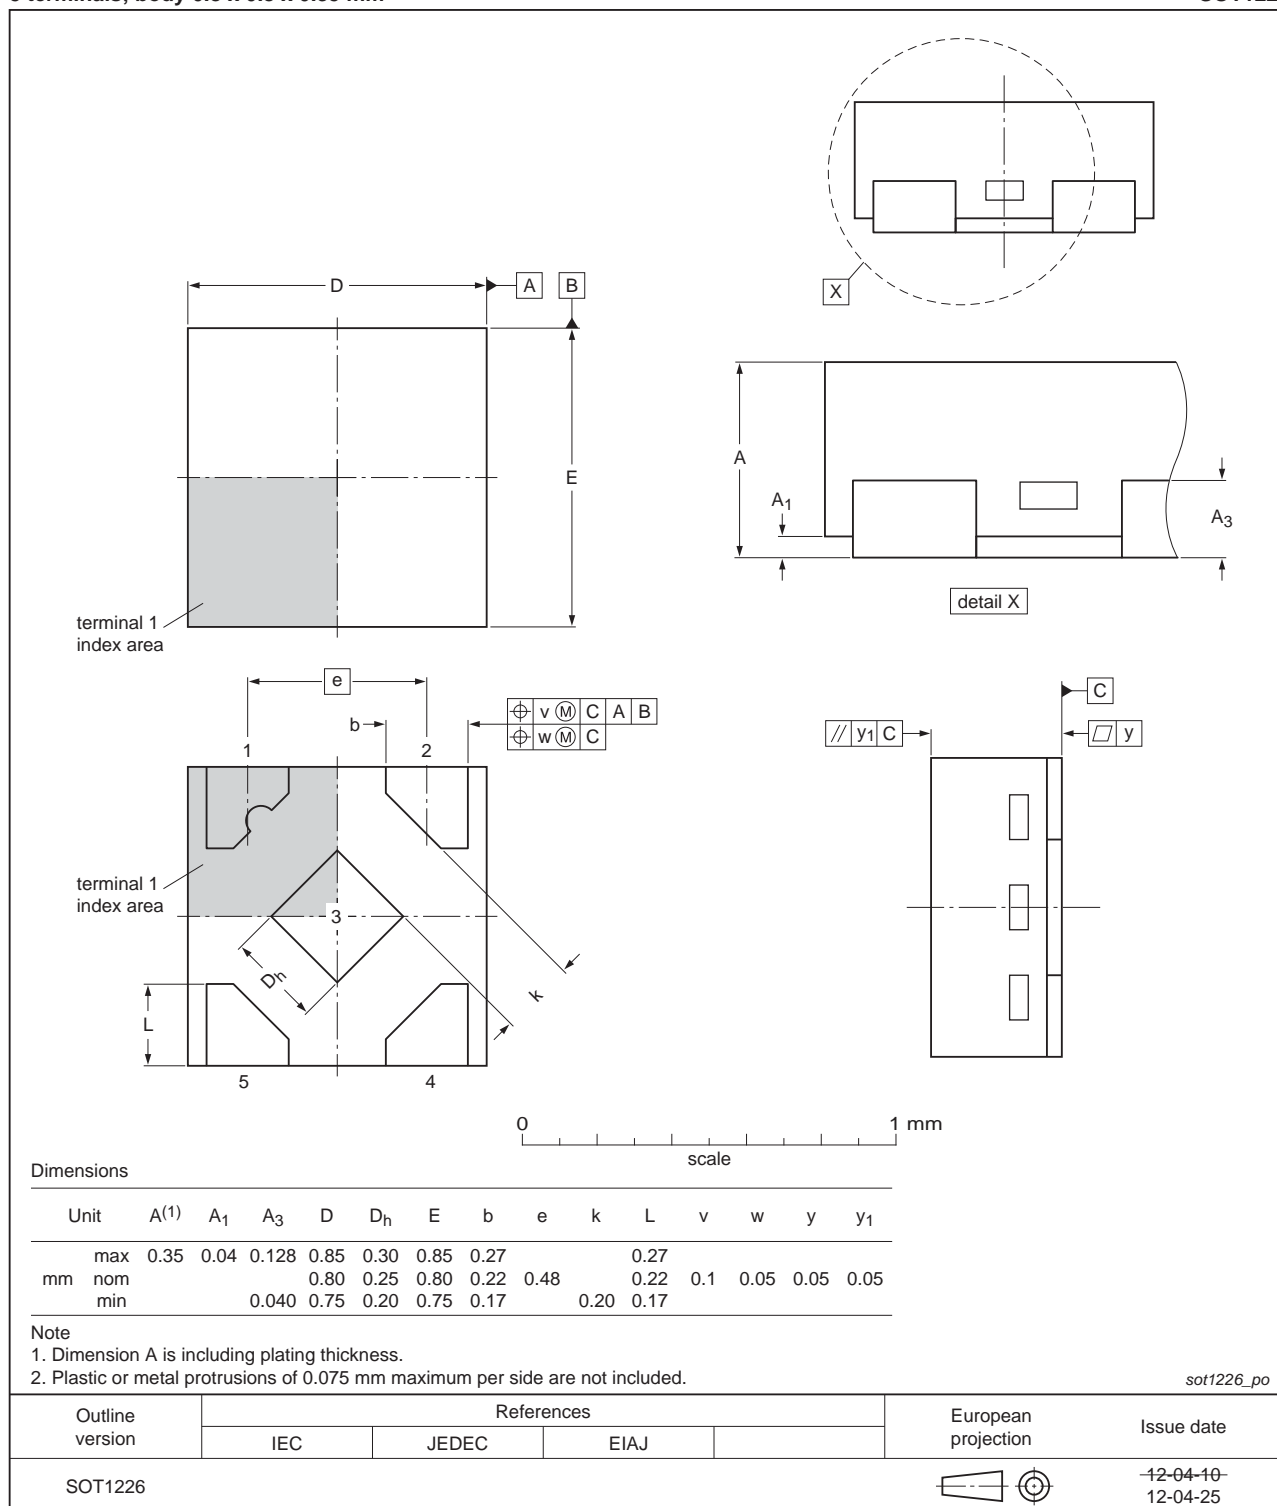 X
D
A
B
E
terminal 1
index area
A
A1
A3
detail X
e
b
v M C A B
w M C
1
2
terminal 1
index area
3
Dh
k
L
5
4
C
// y1 C
y
0
1 mm
scale
Dimensions
Unit A(1) A1 A3 D Dh E b e k L v w y y1
mm
max 0.35 0.04 0.128 0.85 0.30 0.85 0.27 0.27
nom 0.80 0.25 0.80 0.22 0.48 0.22 0.1 0.05 0.05 0.05
min 0.040 0.75 0.20 0.75 0.17 0.20 0.17
Note
1. Dimension A is including plating thickness.
2. Plastic or metal protrusions of 0.075 mm maximum per side are not included.
sot1226_po
Outline version
References
European projection
Issue date
IEC JEDEC EIAJ
SOT1226
12-04-10
12-04-25